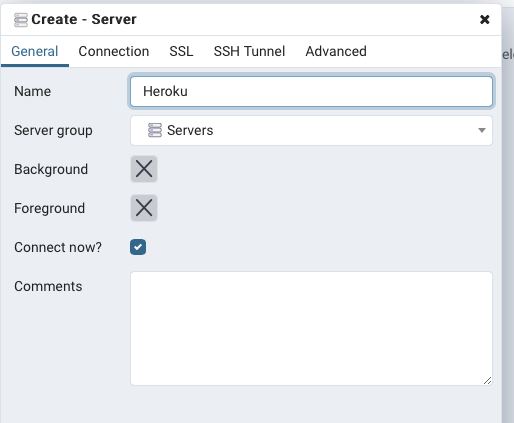 Create - Server
General Connection SSL SSH Tunnel Advanced
Name Heroku
Server group Servers
Background
Foreground
Connect now?
Comments